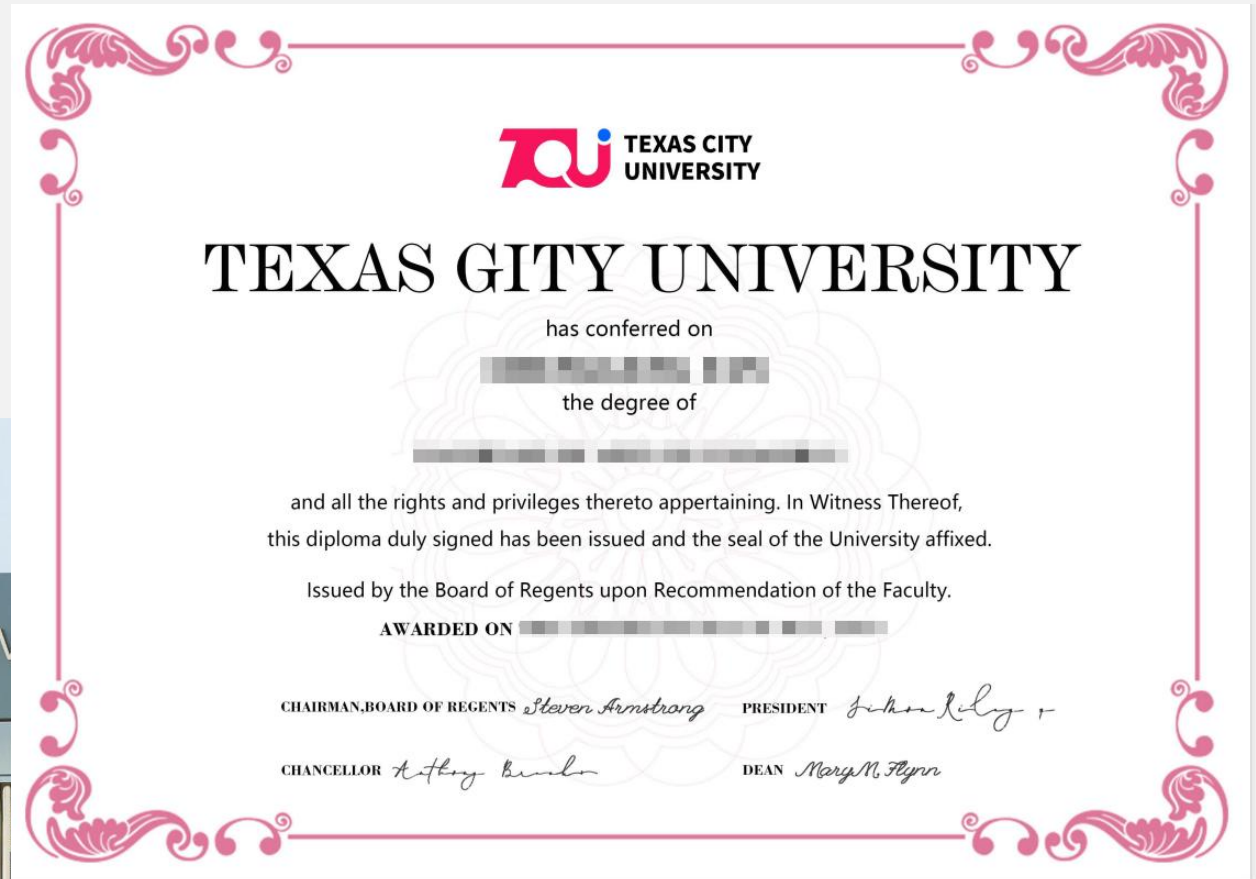 TCU
TEXAS CITY
UNIVERSITY
TEXAS GITY UNIVERSITY
has conferred on
the degree of
and all the rights and privileges thereto appertaining. In Witness Thereof,
this diploma duly signed has been issued and the seal of the University affixed.
Issued by the Board of Regents upon Recommendation of the Faculty.
AWARDED ON
CHAIRMAN,BOARD OF REGENTS Steven Armstrong PRESIDENT Riley
CHANCELLOR Anthony DEAN Mary M. Flynn